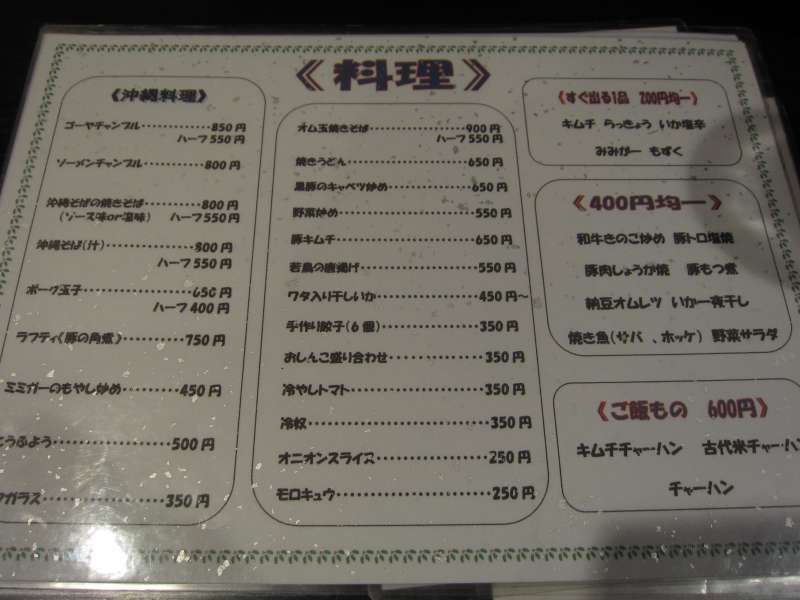 《料理》
《沖縄料理》
ゴーヤチャンプル…………850円
ハーフ550円
ソーメンチャンプル…………800円
沖縄そばの焼きそば…………800円
(ソース味or塩味) ハーフ550円
沖縄そば(汁)…………800円
ハーフ550円
ポーク玉子…………650円
ハーフ400円
ラフティ(豚の角煮)…………750円
ミミガーのもやし炒め…………450円
とうふよう…………500円
ガラス…………350円
オム玉焼きそば…………900円
ハーフ550円
焼きうどん…………650円
黒豚のキャベツ炒め…………650円
野菜炒め…………550円
豚キムチ…………650円
若鳥の唐揚げ…………550円
ワタ入り干しいか…………450円～
手作り餃子(6個)…………350円
おしんこ盛り合わせ…………350円
冷やしトマト…………350円
冷奴…………350円
オニオンスライス…………250円
モロキュウ…………250円
《すぐ出る1品 200円均一》
キムチ らっきょう いか塩辛
みみがー もずく
《400円均一》
和牛きのこ炒め 豚トロ塩焼
豚肉しょうが焼 豚もつ煮
納豆オムレツ いか一夜干し
焼き魚(サバ、ホッケ) 野菜サラダ
《ご飯もの 600円》
キムチチャーハン 古代米チャーハン
チャーハン